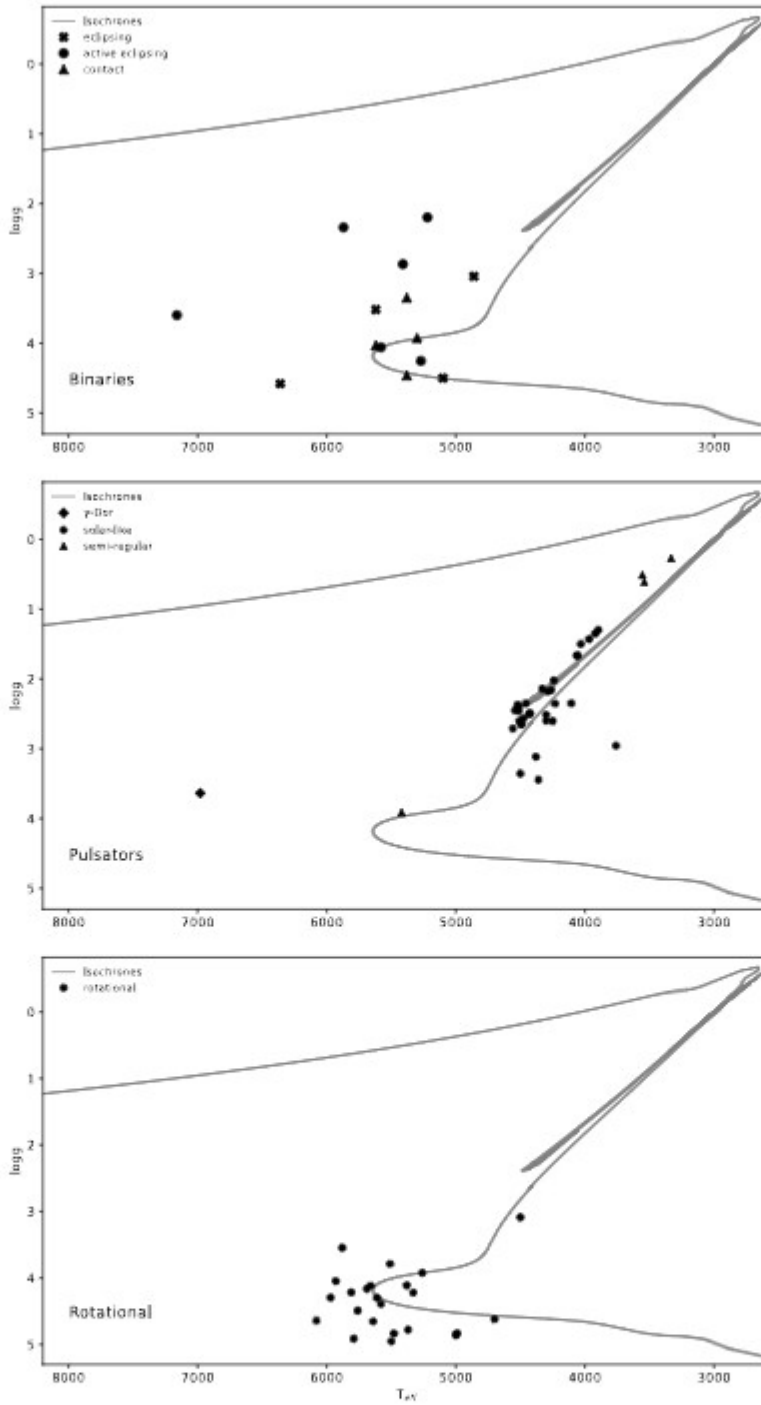 Isochrones
eclipsing
active eclipsing
contact
0
1
2
3
4
5
logg
Binaries
8000 7000 6000 5000 4000 3000
Isochrones
γ-Dor
solar-like
semi-regular
0
1
2
3
4
5
logg
Pulsators
8000 7000 6000 5000 4000 3000
Isochrones
rotational
0
1
2
3
4
5
logg
Rotational
8000 7000 6000 5000 4000 3000